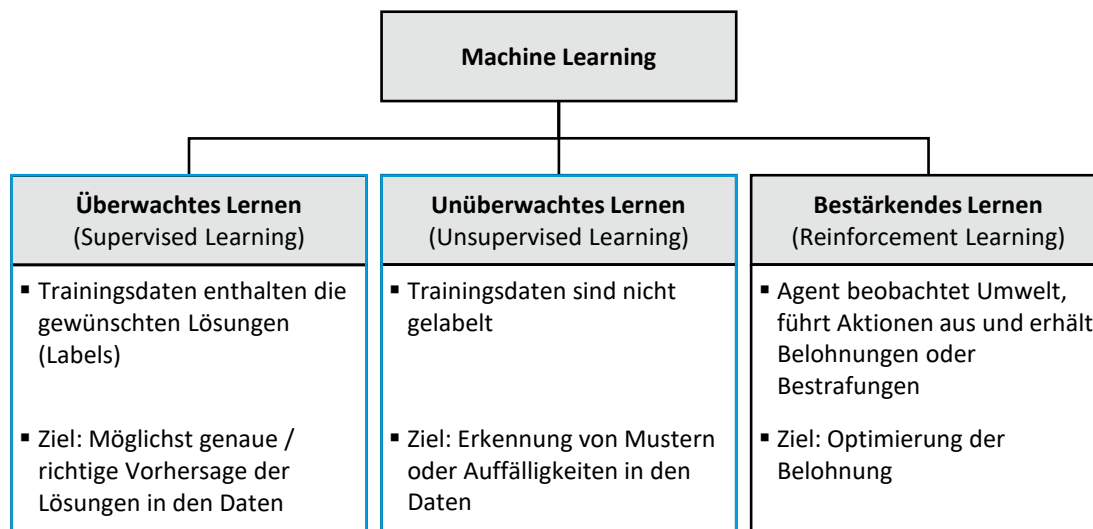 Machine Learning
Überwachtes Lernen
(Supervised Learning)
▪ Trainingsdaten enthalten die
gewünschten Lösungen
(Labels)
▪ Ziel: Möglichst genaue /
richtige Vorhersage der
Lösungen in den Daten
Unüberwachtes Lernen
(Unsupervised Learning)
▪ Trainingsdaten sind nicht
gelabelt
▪ Ziel: Erkennung von Mustern
oder Auffälligkeiten in den
Daten
Bestärkendes Lernen
(Reinforcement Learning)
▪ Agent beobachtet Umwelt,
führt Aktionen aus und erhält
Belohnungen oder
Bestrafungen
▪ Ziel: Optimierung der
Belohnung